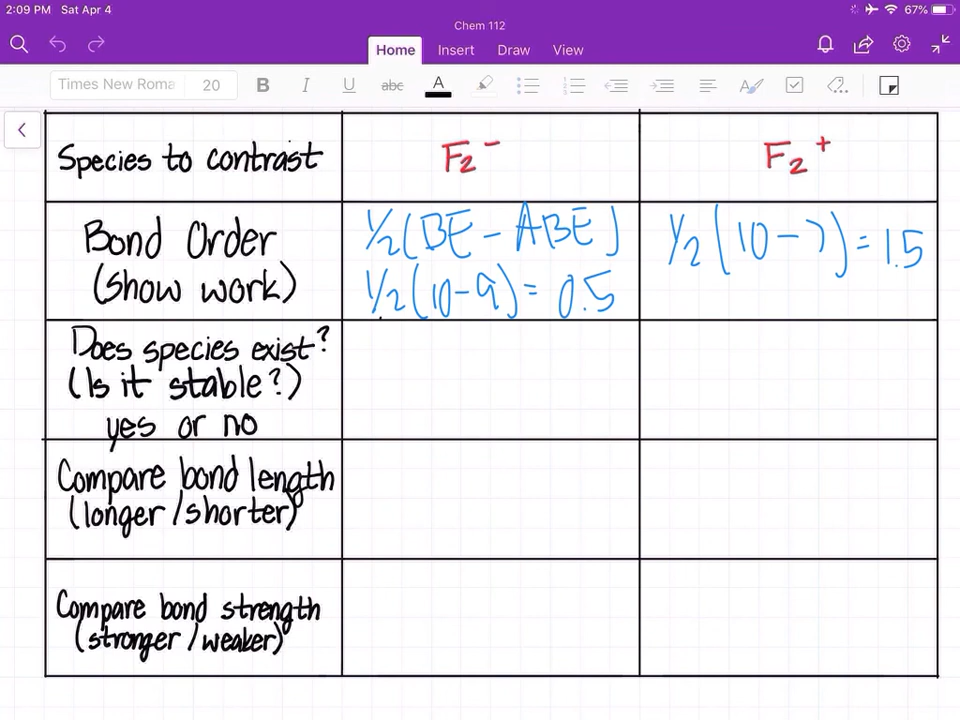 2:09 PM Sat Apr 4
67%
Chem 112
Home Insert Draw View
Times New Roma 20 B I U abc A
Species to contrast
F2 -
F2 +
Bond Order
(show work)
1/2(BE - ABE)
1/2(10-9) = 0.5
1/2(10-7) = 1.5
Does species exist?
(Is it stable?)
yes or no
Compare bond length
(longer/shorter)
Compare bond strength
(stronger/weaker)